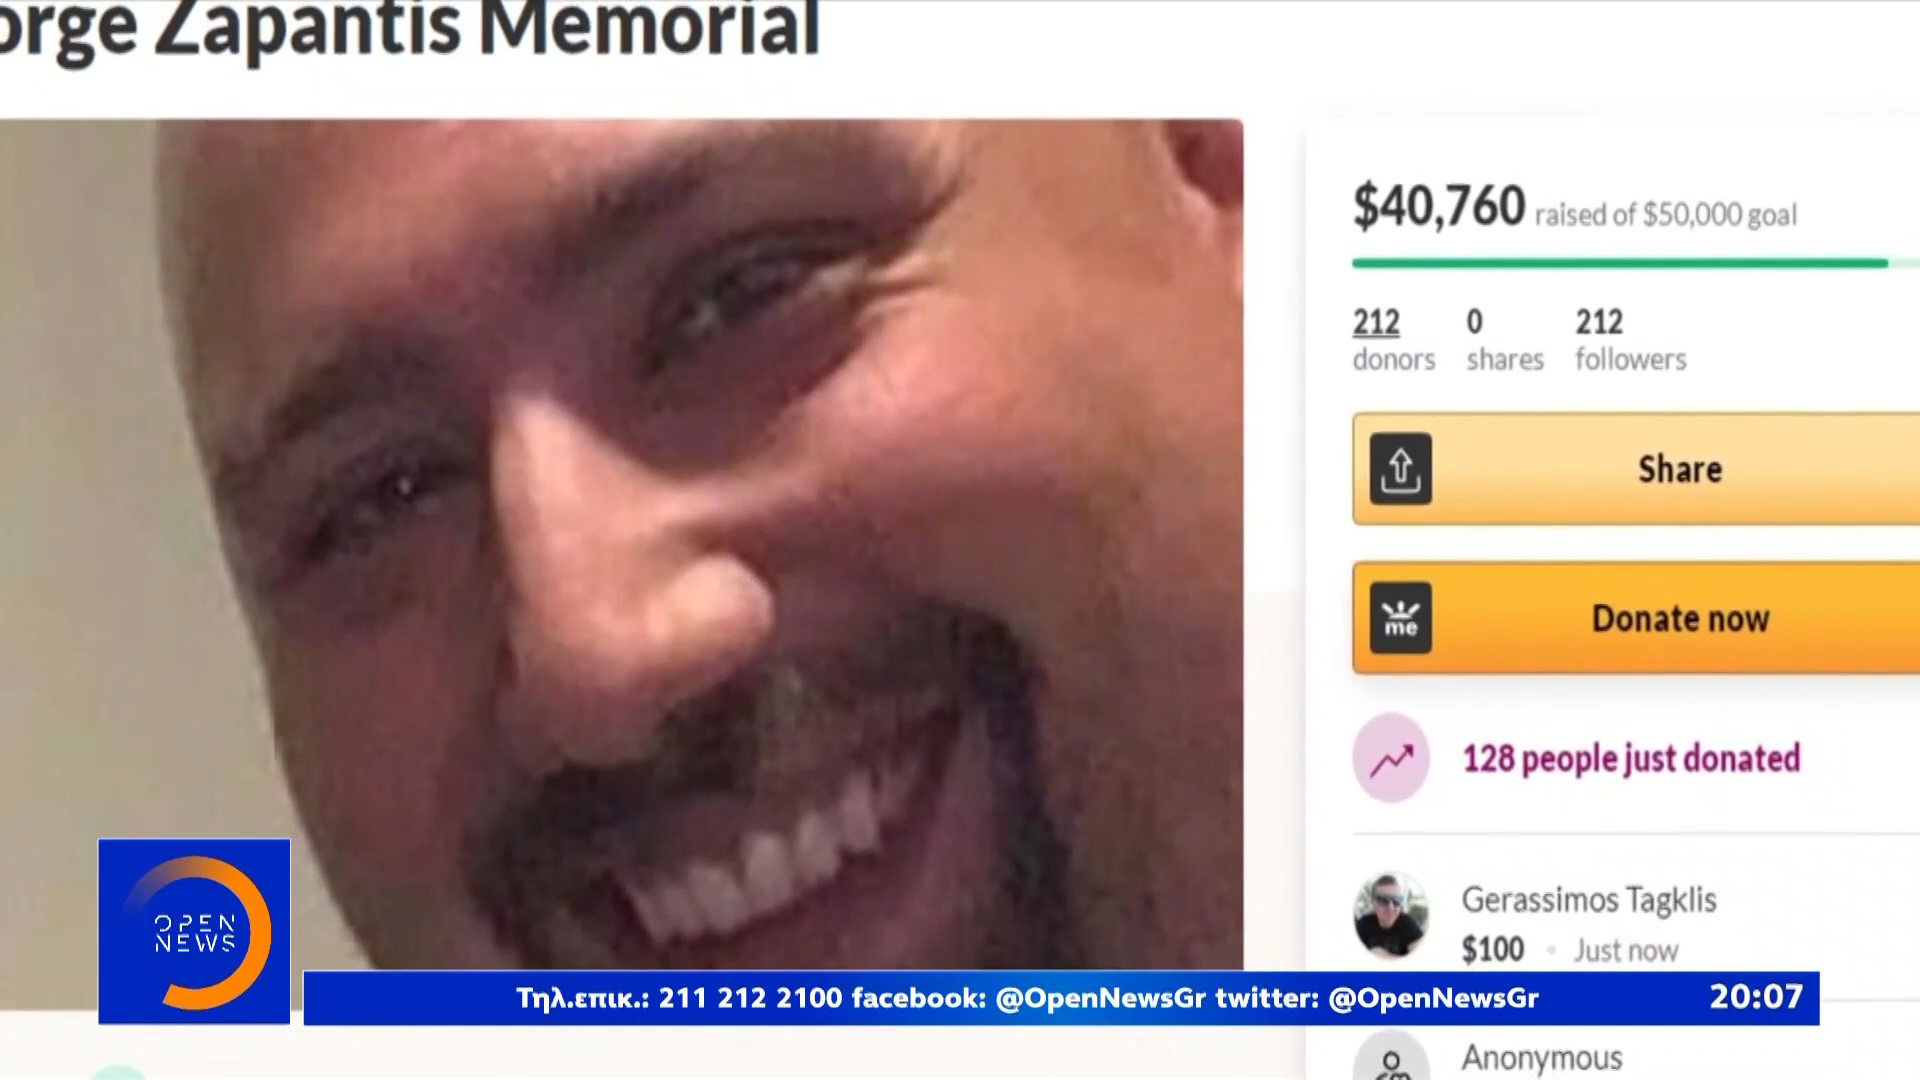 orge Zapantis Memorial
$40,760 raised of $50,000 goal
212 0 212
donors shares followers
Share
me
Donate now
128 people just donated
Gerassimos Tagklis
$100 • Just now
OPEN
NEWS
Τηλ.επικ.: 211 212 2100 facebook: @OpenNewsGr twitter: @OpenNewsGr
20:07
Anonymous